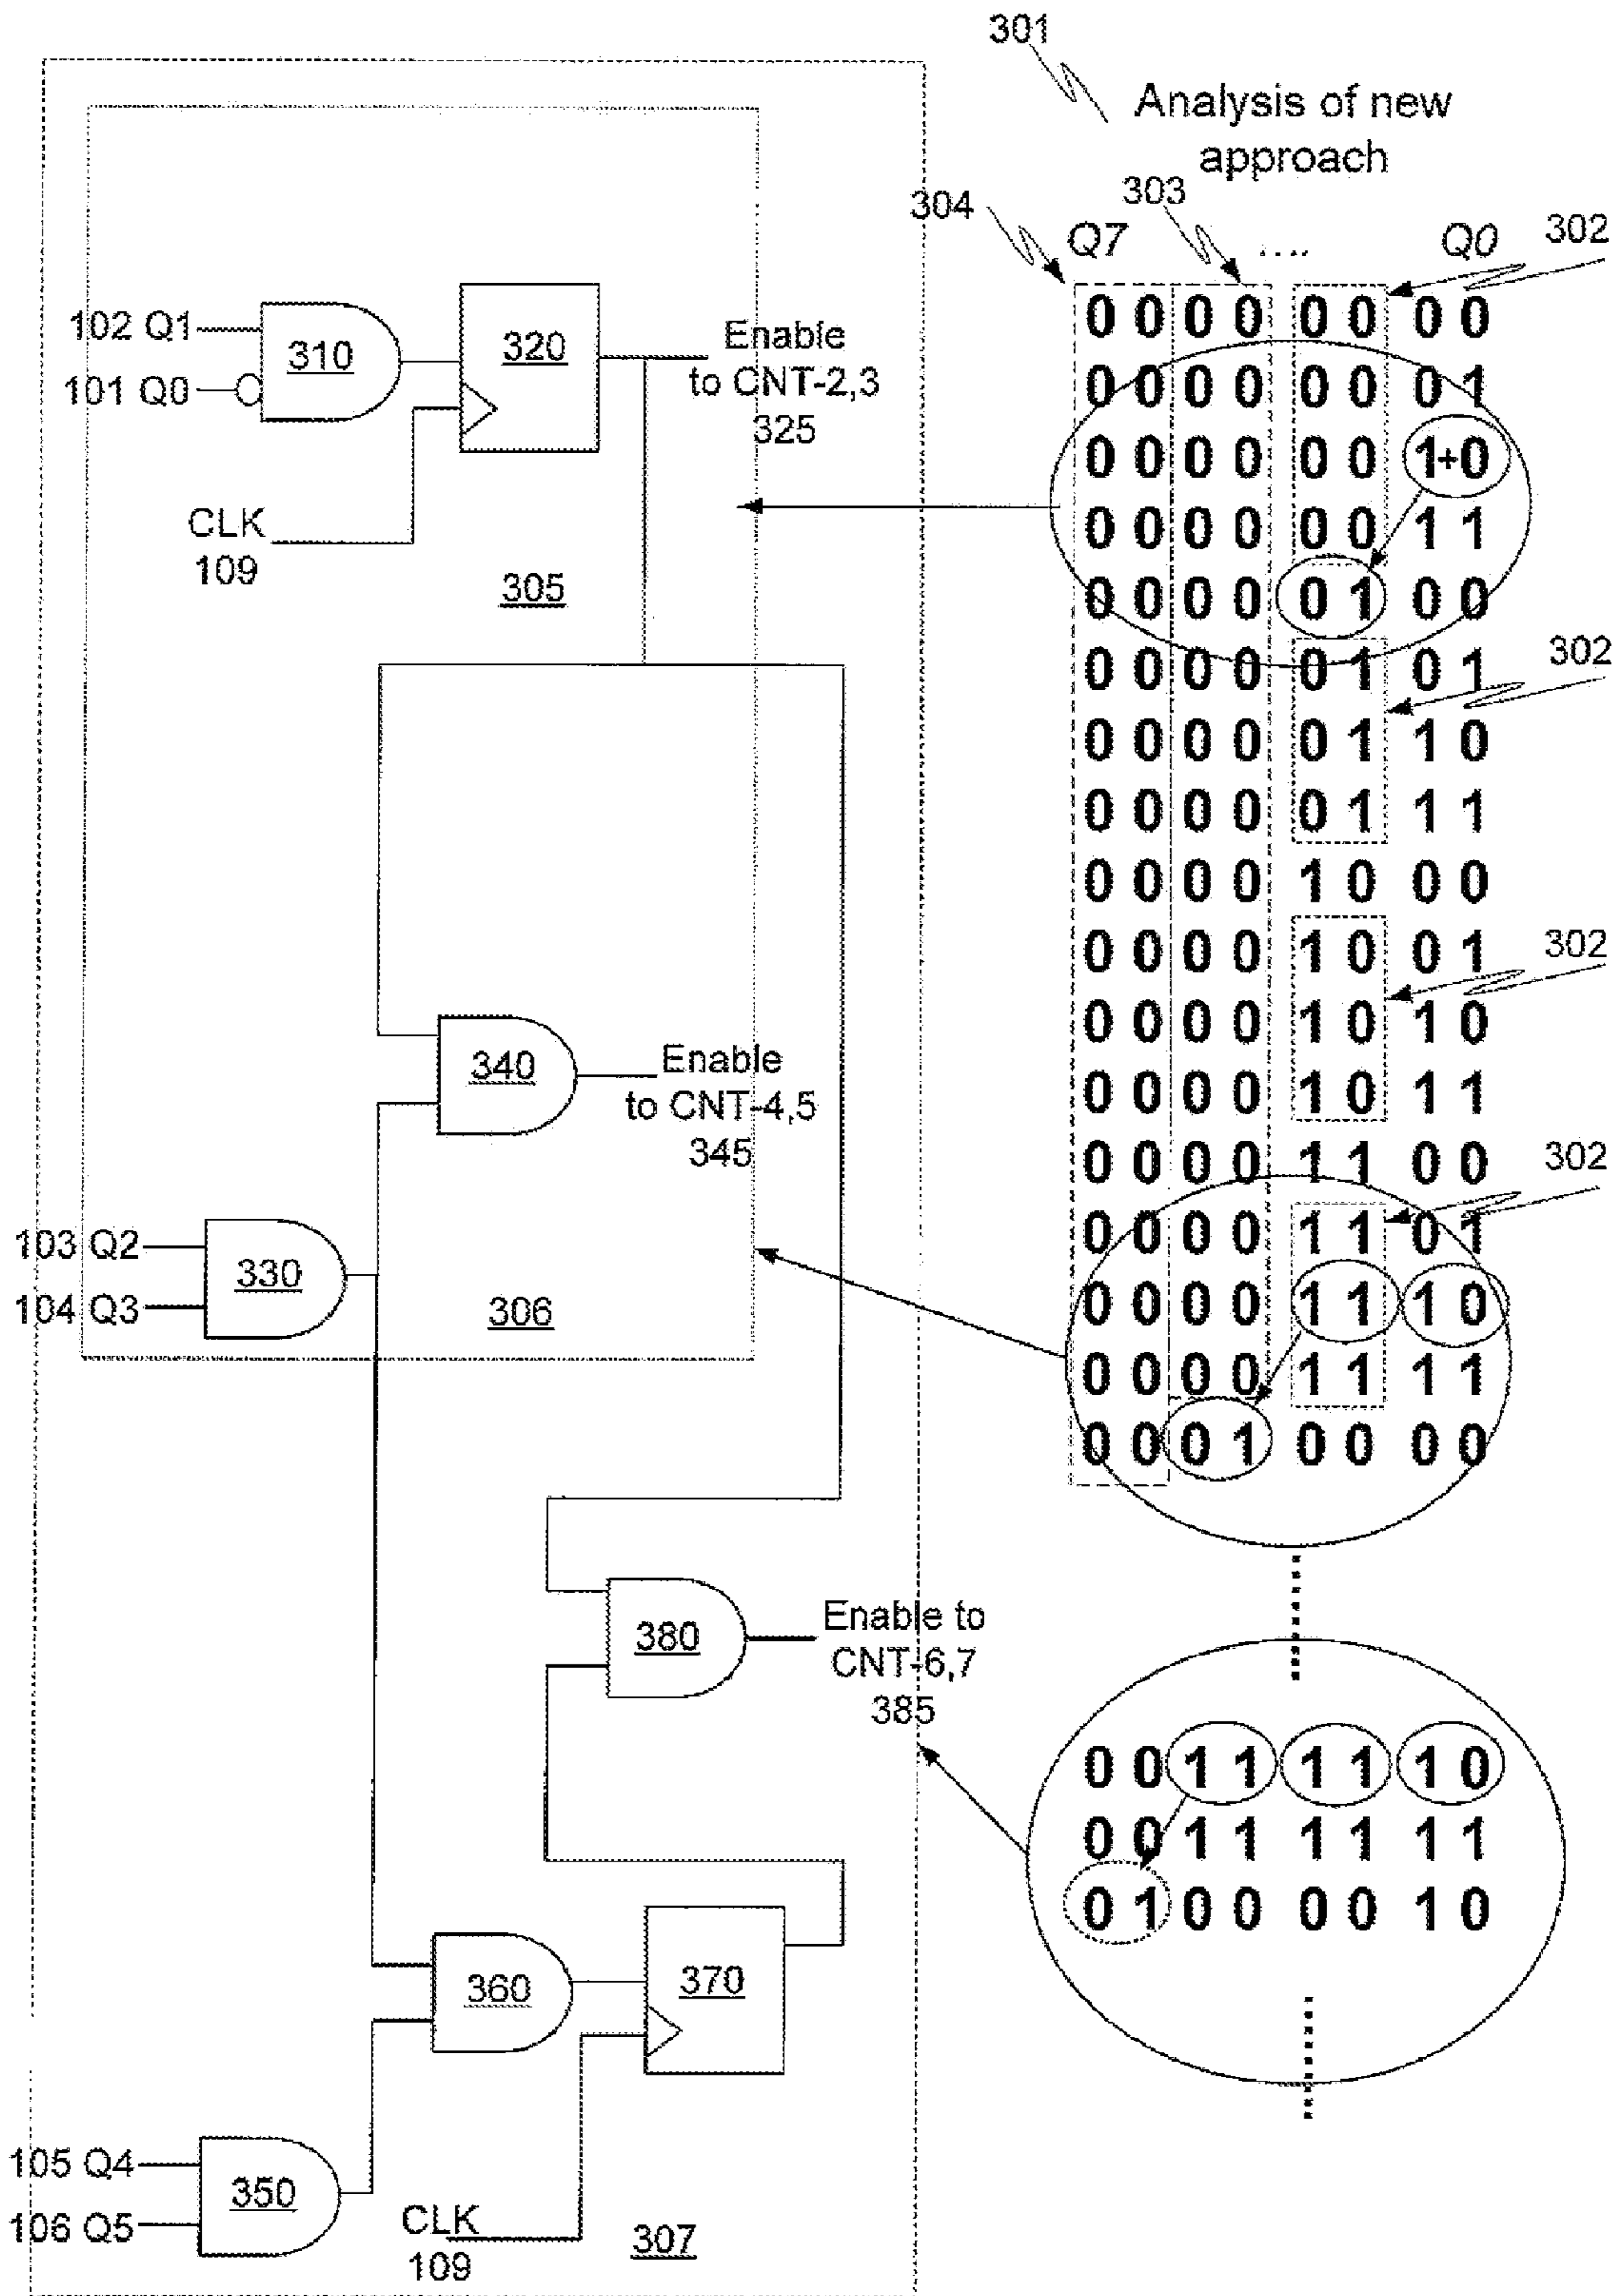 301
Analysis of new
approach
304
303
302
Q7 .... Q0
0 0 0 0 0 0 0 0
0 0 0 0 0 0 0 1
0 0 0 0 0 0 1+0
0 0 0 0 0 0 1 1
0 0 0 0 0 1 0 0
0 0 0 0 0 1 0 1
302
0 0 0 0 0 1 1 0
0 0 0 0 0 1 1 1
0 0 0 0 1 0 0 0
0 0 0 0 1 0 0 1
302
0 0 0 0 1 0 1 0
0 0 0 0 1 0 1 1
0 0 0 0 1 1 0 0
302
0 0 0 0 1 1 0 1
0 0 0 0 1 1 1 0
0 0 0 0 1 1 1 1
0 0 0 1 0 0 0 0
0 0 1 1 1 1 1 0
0 0 1 1 1 1 1 1
0 1 0 0 0 0 1 0
102 Q1
101 Q0
310
320
Enable
to CNT-2,3
325
CLK
109
305
340
Enable
to CNT-4,5
345
103 Q2
104 Q3
330
306
380
Enable to
CNT-6,7
385
360
370
105 Q4
106 Q5
350
CLK
109
307